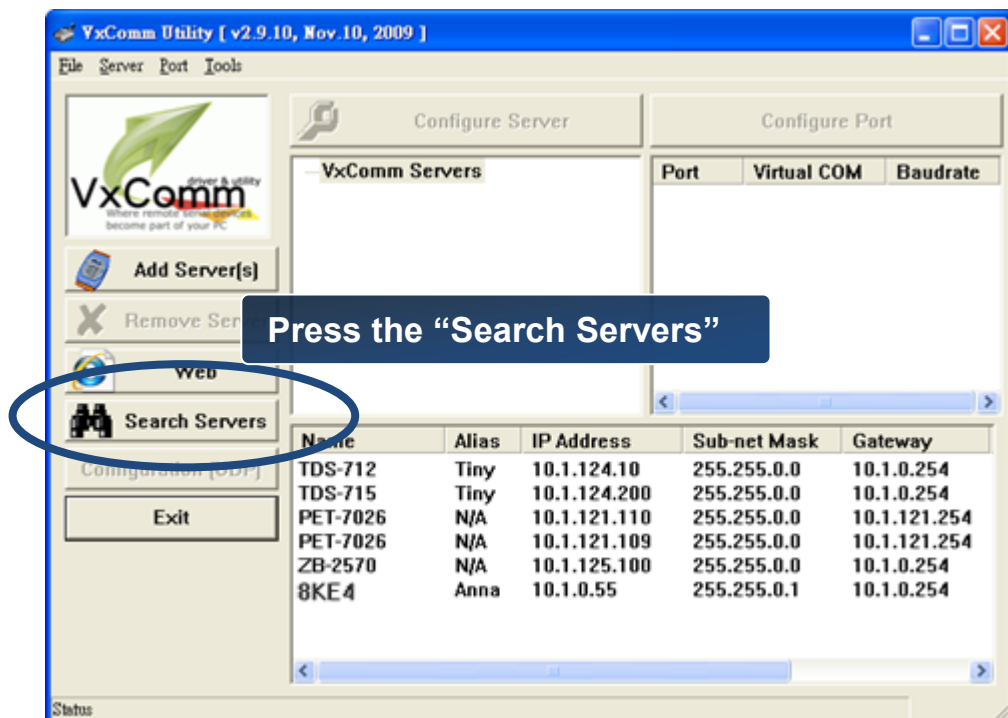 VxComm Utility [ v2.9.10, Nov.10, 2009 ]
File Server Port Tools
VxComm
driver & utility
Where remote serial devices
become part of your PC
Configure Server
Configure Port
VxComm Servers
Port Virtual COM Baudrate
Add Server(s)
Remove Server
Press the “Search Servers”
Web
Search Servers
Configuration (UDP)
Exit
Name Alias IP Address Sub-net Mask Gateway
TDS-712 Tiny 10.1.124.10 255.255.0.0 10.1.0.254
TDS-715 Tiny 10.1.124.200 255.255.0.0 10.1.0.254
PET-7026 N/A 10.1.121.110 255.255.0.0 10.1.121.254
PET-7026 N/A 10.1.121.109 255.255.0.0 10.1.121.254
ZB-2570 N/A 10.1.125.100 255.255.0.0 10.1.0.254
8KE4 Anna 10.1.0.55 255.255.0.1 10.1.0.254
Status